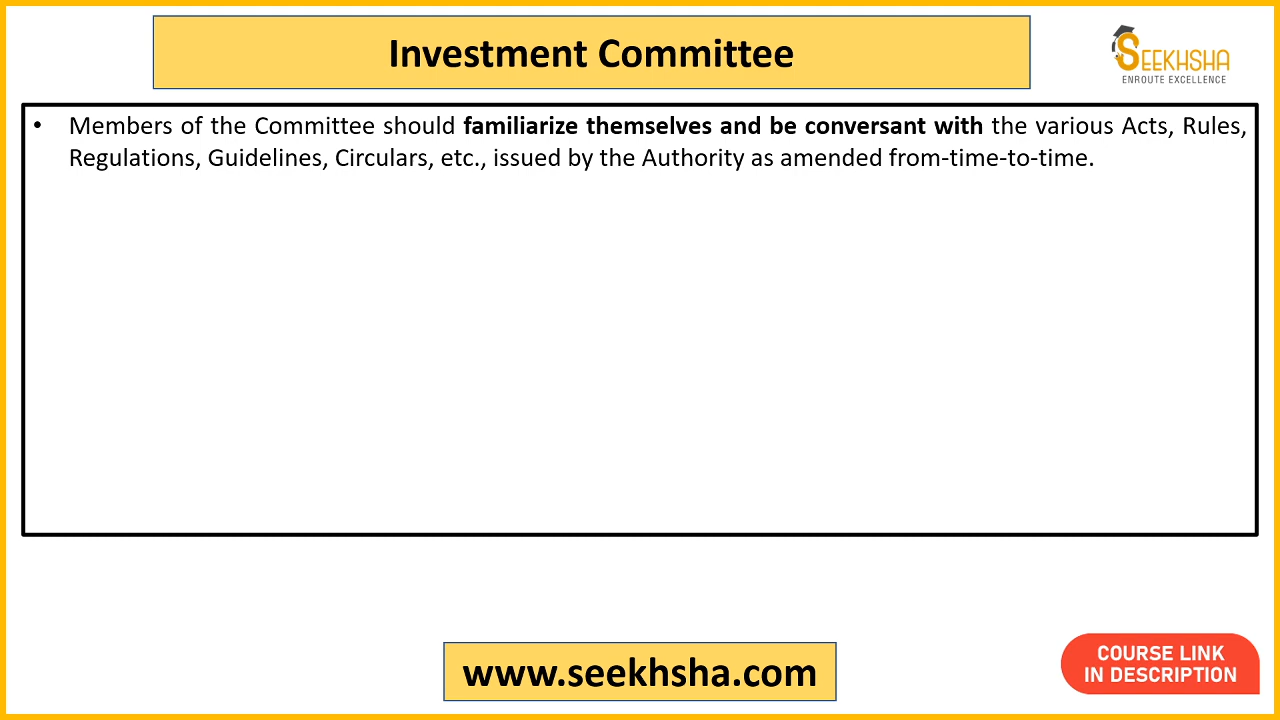 Investment Committee
SEEKHSHA
ENROUTE EXCELLENCE
• Members of the Committee should familiarize themselves and be conversant with the various Acts, Rules,
Regulations, Guidelines, Circulars, etc., issued by the Authority as amended from-time-to-time.
www.seekhsha.com
COURSE LINK
IN DESCRIPTION